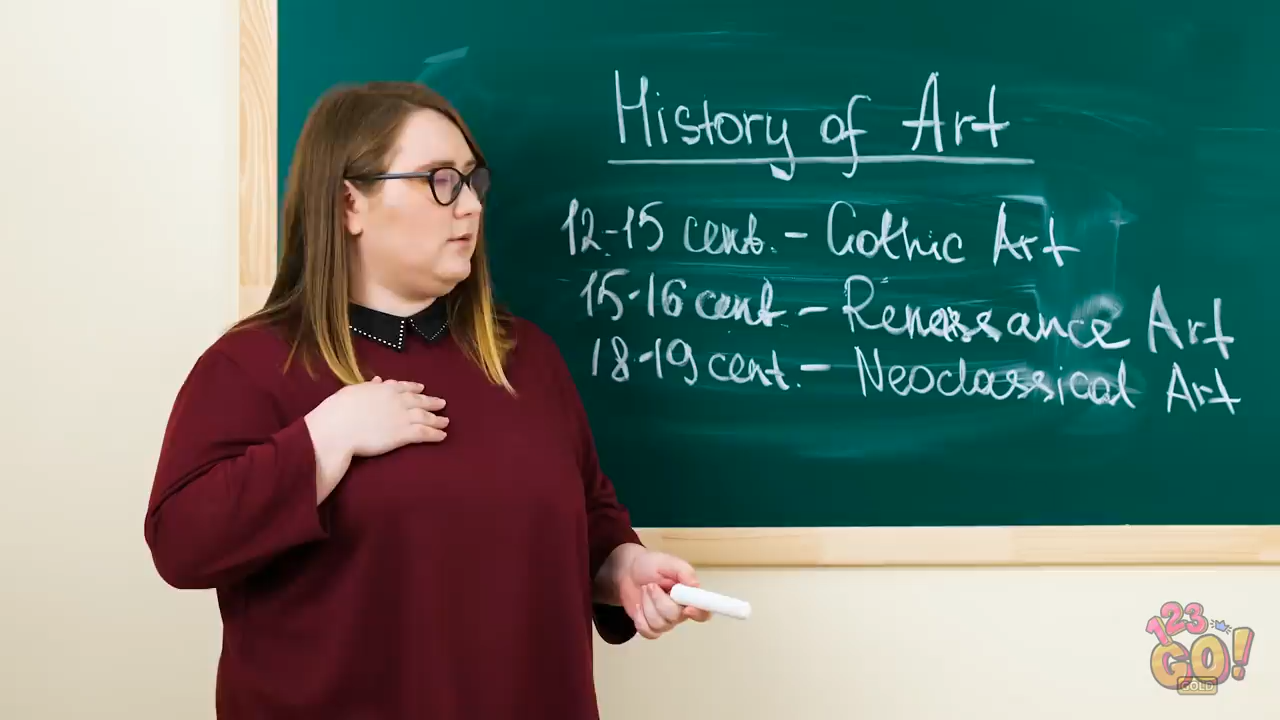 History of Art
12-15 cent. - Gothic Art
15-16 cent - Renassance Art
18-19 cent. - Neoclassical Art
123
GO!
GOLD